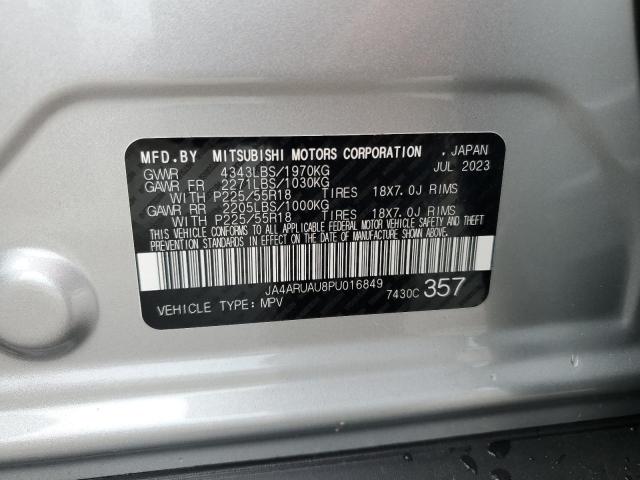 MFD.BY MITSUBISHI MOTORS CORPORATION , JAPAN
GVWR 4343LBS/1970KG JUL 2023
GAWR FR 2271LBS/1030KG
WITH P225/55R18 TIRES 18X7.0J RIMS
GAWR RR 2205LBS/1000KG
WITH P225/55R18 TIRES 18X7.0J RIMS
THIS VEHICLE CONFORMS TO ALL APPLICABLE FEDERAL MOTOR VEHICLE SAFETY AND THEFT
PREVENTION STANDARDS IN EFFECT ON THE DATE OF MANUFACTURE SHOWN ABOVE.
JA4ARUAU8PU016849
VEHICLE TYPE: MPV 7430C 357